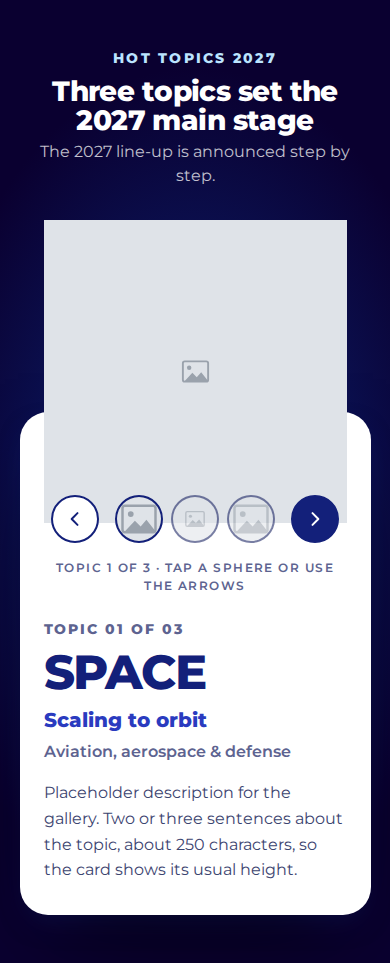 HOT TOPICS 2027
Three topics set the
2027 main stage
The 2027 line-up is announced step by
step.
TOPIC 1 OF 3 · TAP A SPHERE OR USE
THE ARROWS
TOPIC 01 OF 03
SPACE
Scaling to orbit
Aviation, aerospace & defense
Placeholder description for the
gallery. Two or three sentences about
the topic, about 250 characters, so
the card shows its usual height.